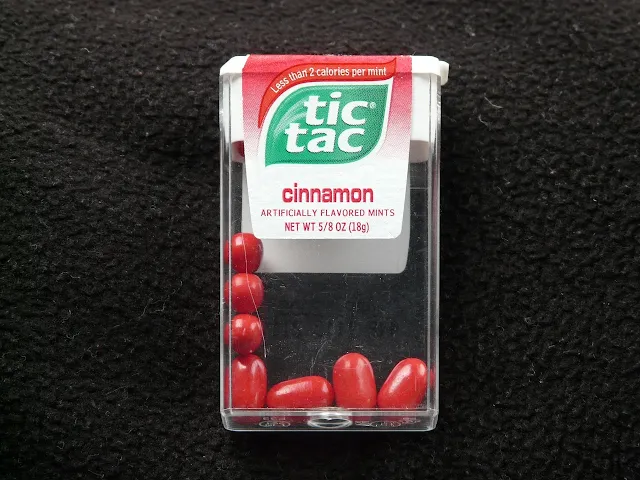 Less than 2 calories per mint
tic®
tac
cinnamon
ARTIFICIALLY FLAVORED MINTS
NET WT 5/8 OZ (18g)